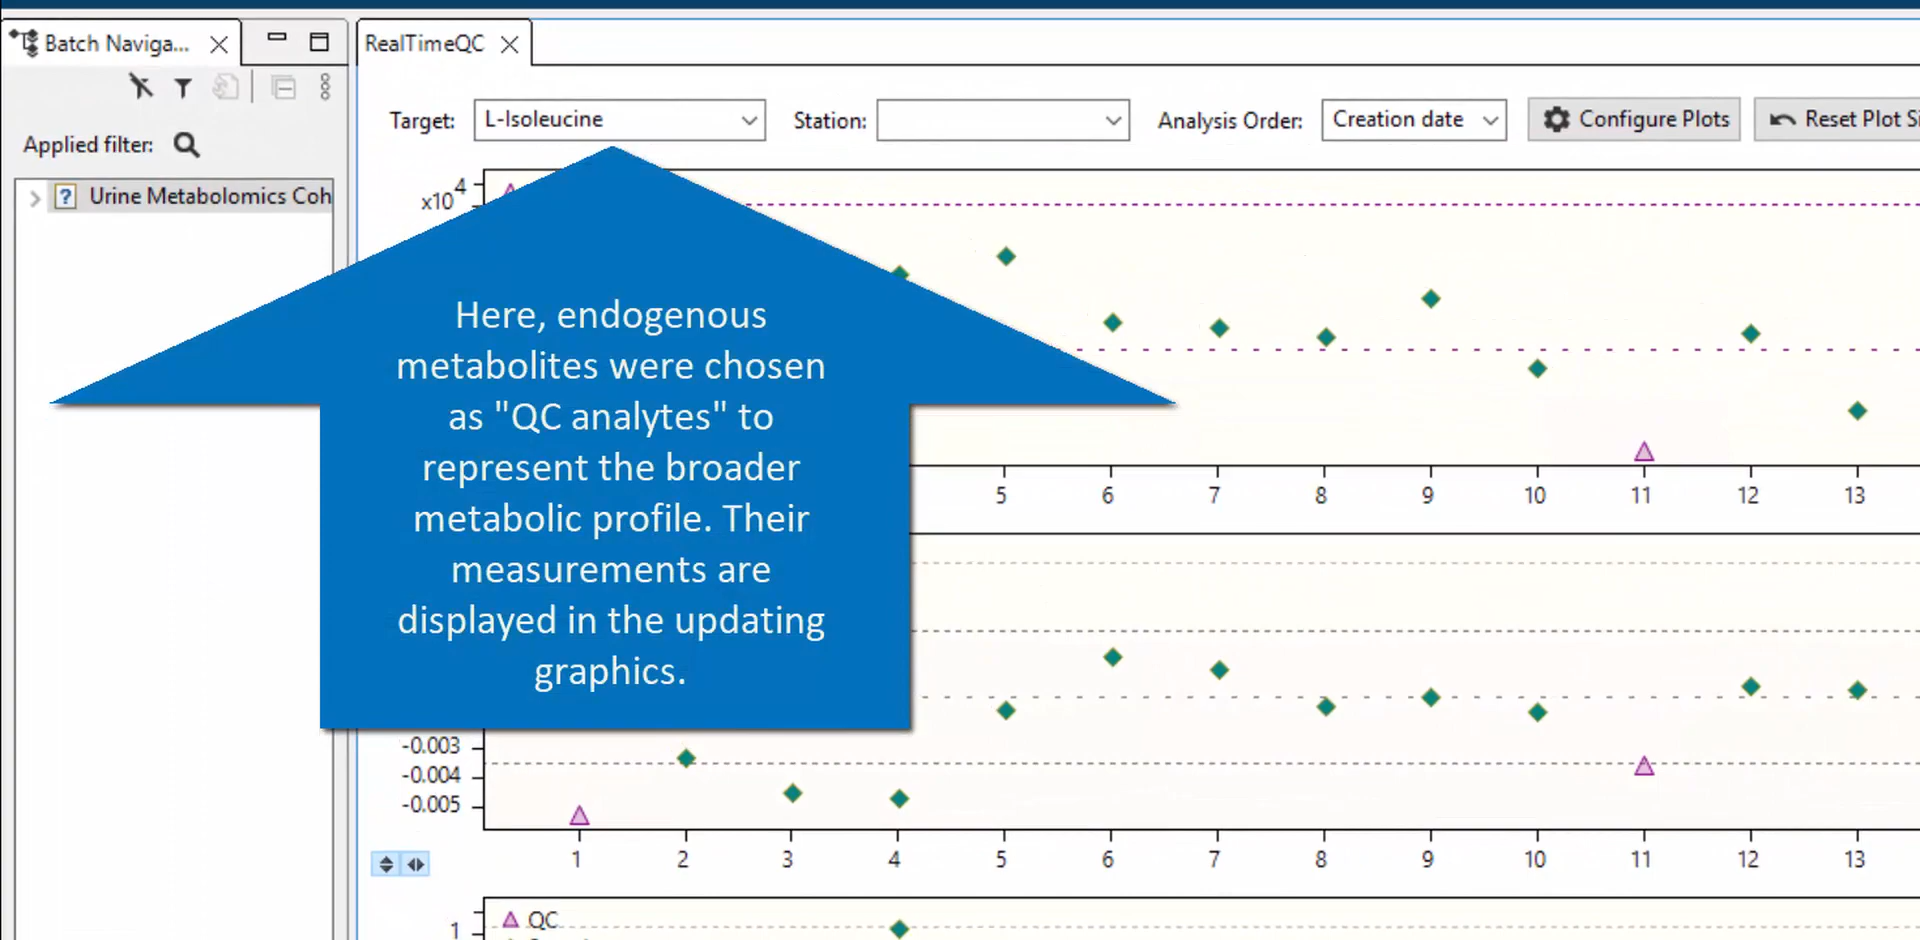 Batch Naviga...
RealTimeQC
Applied filter:
Urine Metabolomics Coh
Target: L-Isoleucine Station: Analysis Order: Creation date Configure Plots Reset Plot Si
x10 4
Here, endogenous
metabolites were chosen
as "QC analytes" to
represent the broader
metabolic profile. Their
measurements are
displayed in the updating
graphics.
5 6 7 8 9 10 11 12 13
-0.003
-0.004
-0.005
1 2 3 4 5 6 7 8 9 10 11 12 13
QC
1